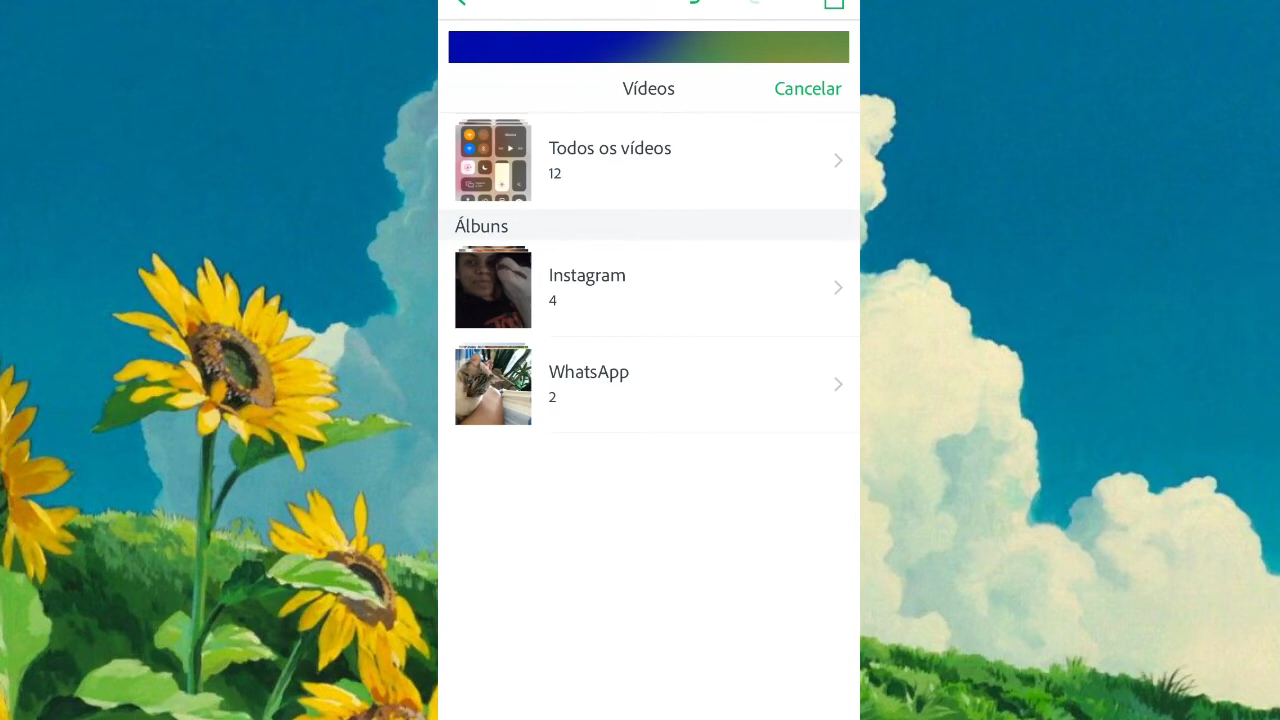 Vídeos
Cancelar
Todos os vídeos
12
Álbuns
Instagram
4
WhatsApp
2